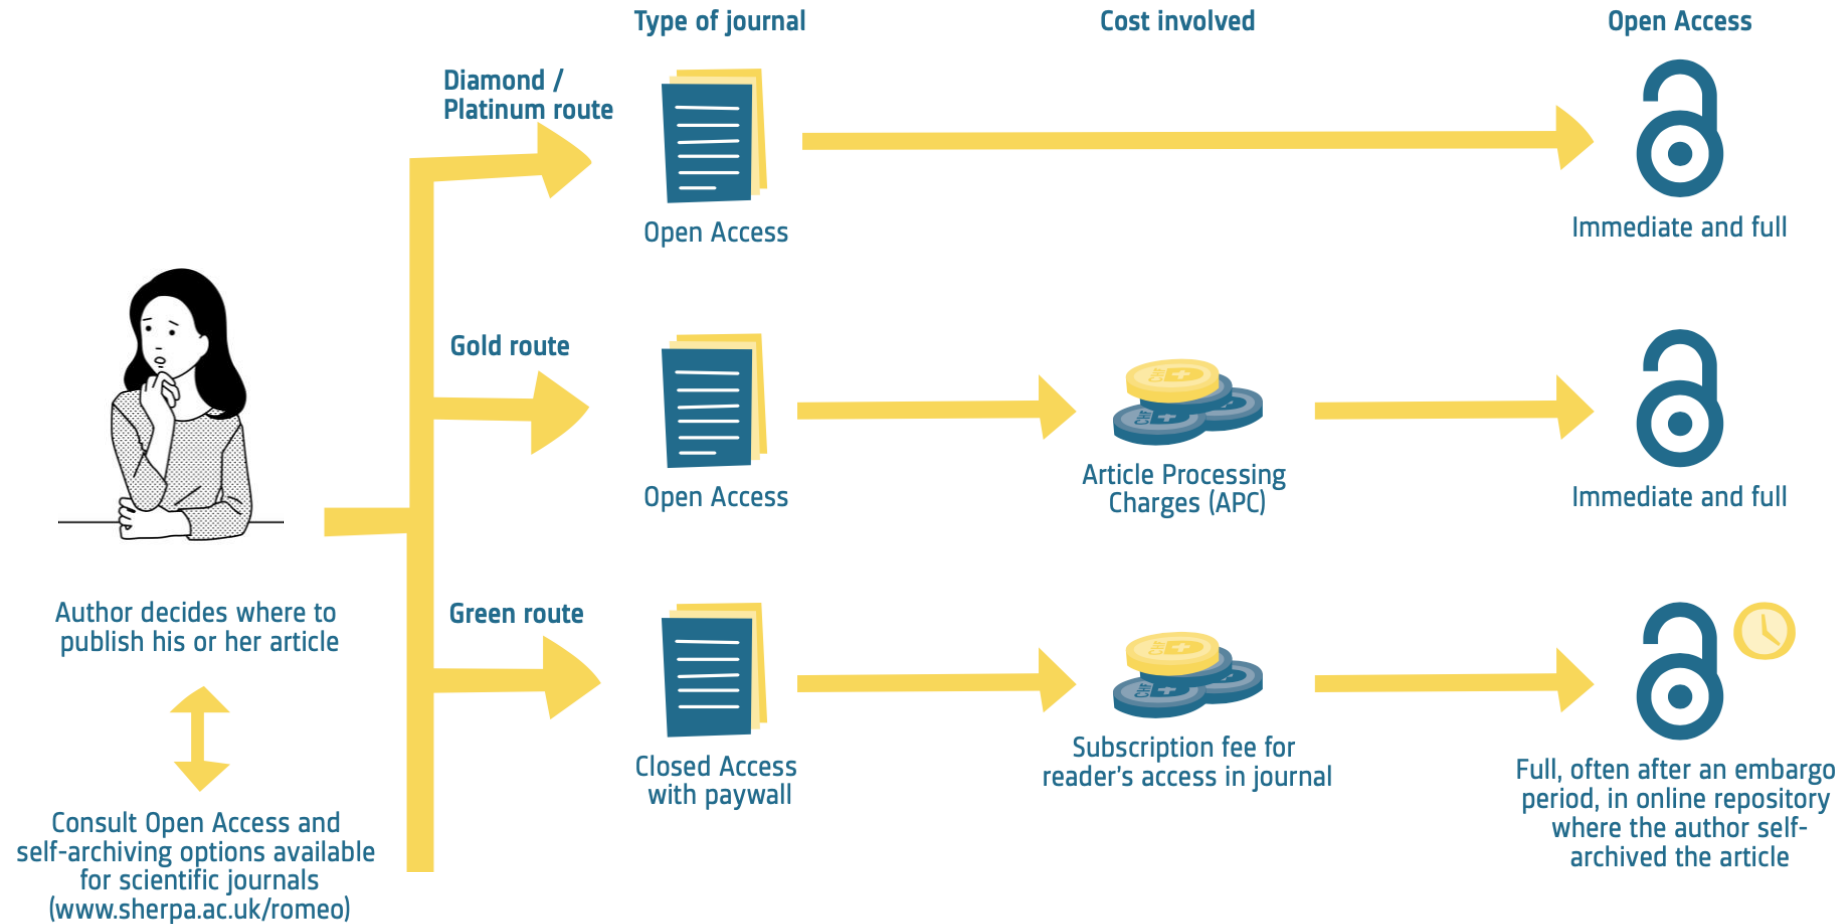 Type of journal
Cost involved
Open Access
Diamond /
Platinum route
Open Access
Immediate and full
Gold route
CHF
CHF
Open Access
Article Processing
Charges (APC)
Immediate and full
Author decides where to
publish his or her article
Green route
CHF
CHF
Closed Access
with paywall
Subscription fee for
reader's access in journal
Full, often after an embargo
period, in online repository
where the author self-
archived the article
Consult Open Access and
self-archiving options available
for scientific journals
(www.sherpa.ac.uk/romeo)